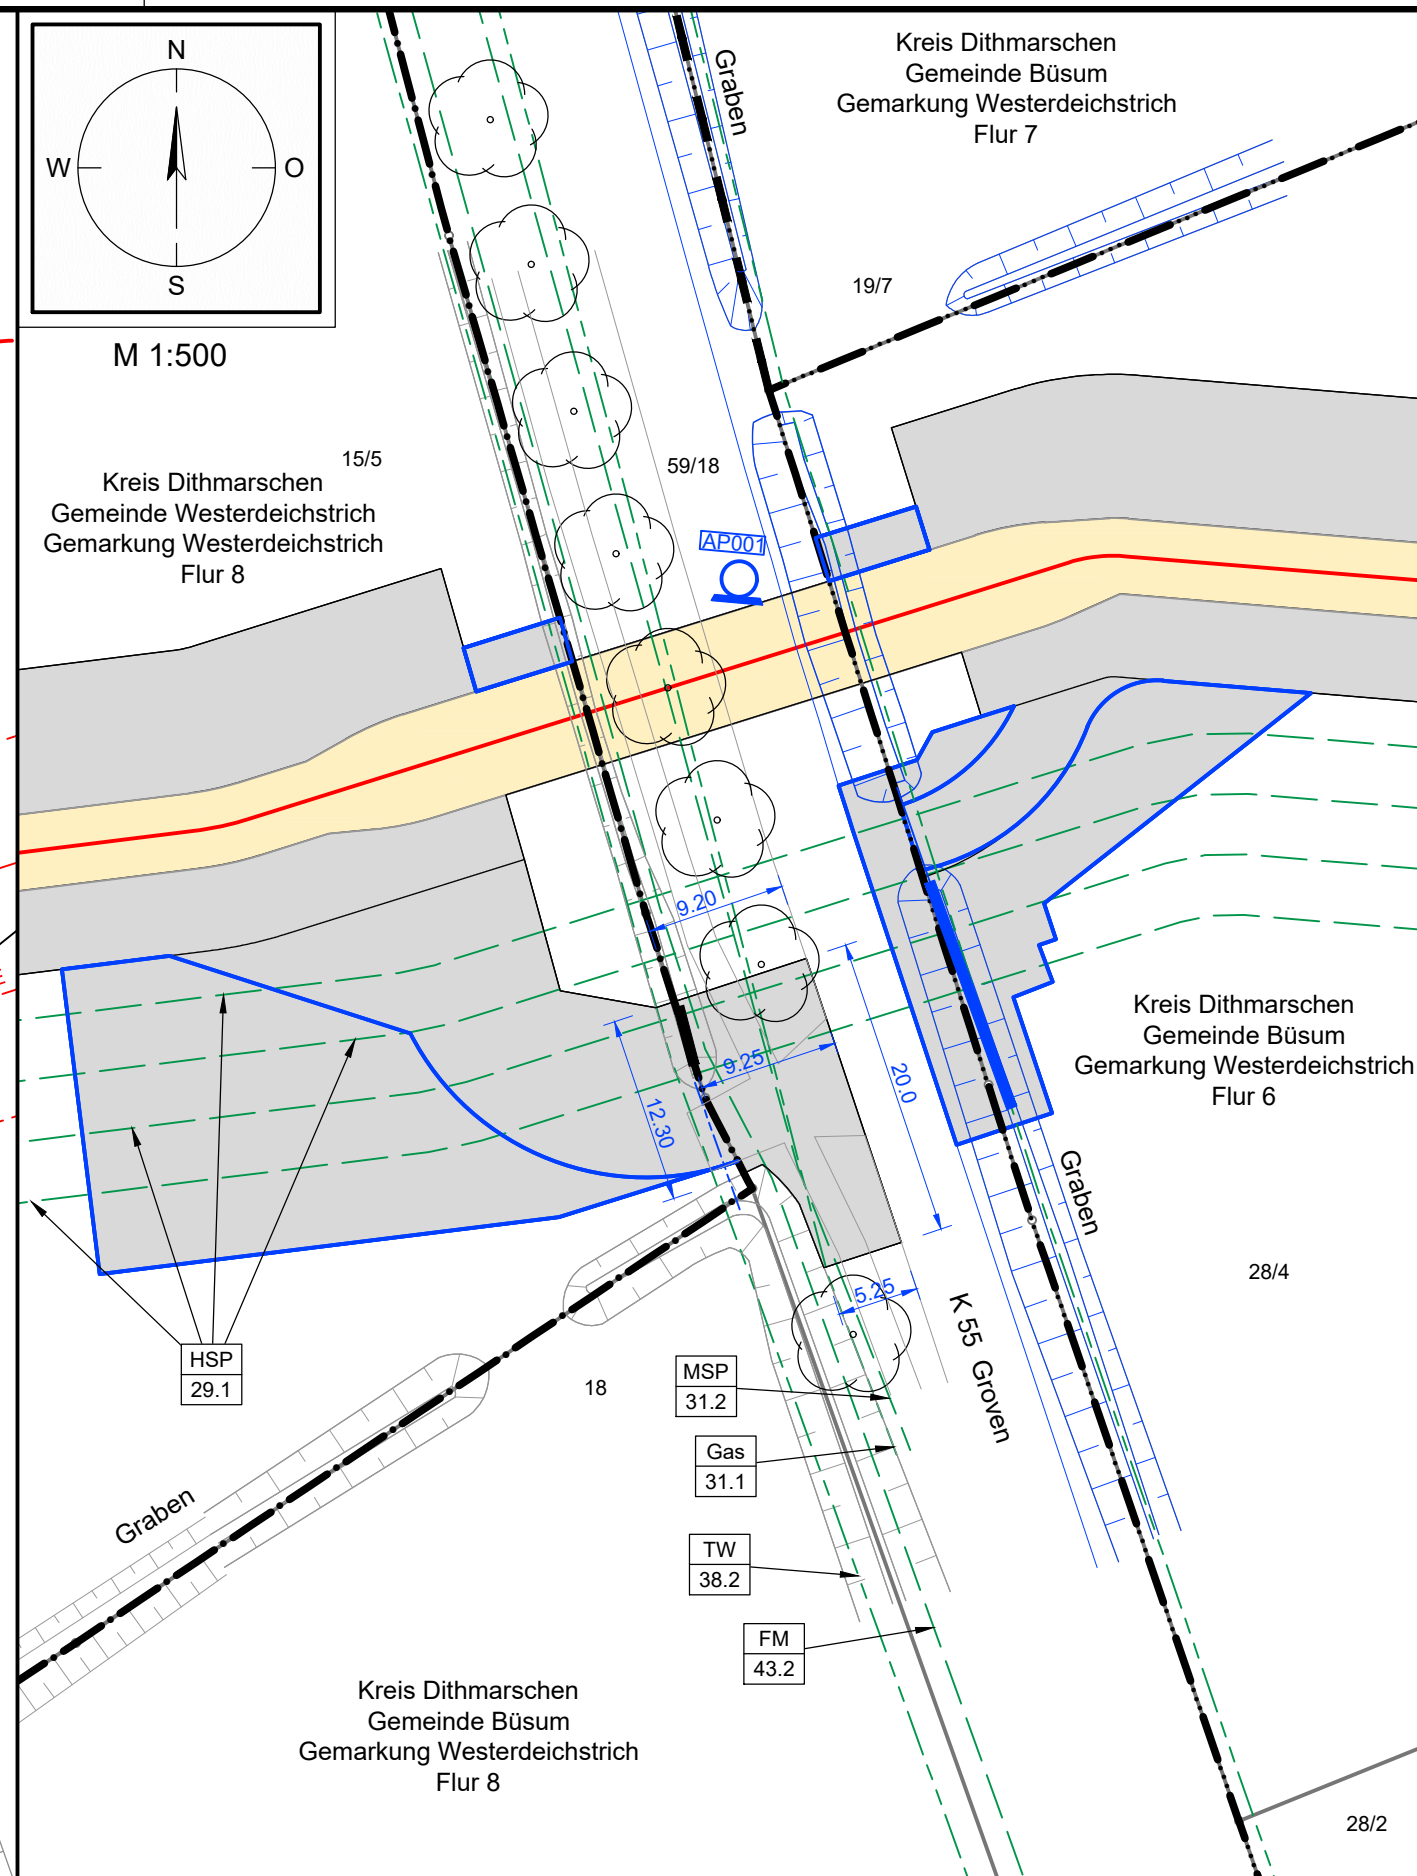 N
W
O
S
M 1:500
Kreis Dithmarschen
Gemeinde Büsum
Gemarkung Westerdeichstrich
Flur 7
Graben
19/7
15/5
59/18
Kreis Dithmarschen
Gemeinde Westerdeichstrich
Gemarkung Westerdeichstrich
Flur 8
AP001
9.20
9.25
12.30
20.0
Kreis Dithmarschen
Gemeinde Büsum
Gemarkung Westerdeichstrich
Flur 6
Graben
28/4
5.25
K 55 Groven
HSP
29.1
18
MSP
31.2
Gas
31.1
Graben
TW
38.2
FM
43.2
Kreis Dithmarschen
Gemeinde Büsum
Gemarkung Westerdeichstrich
Flur 8
28/2